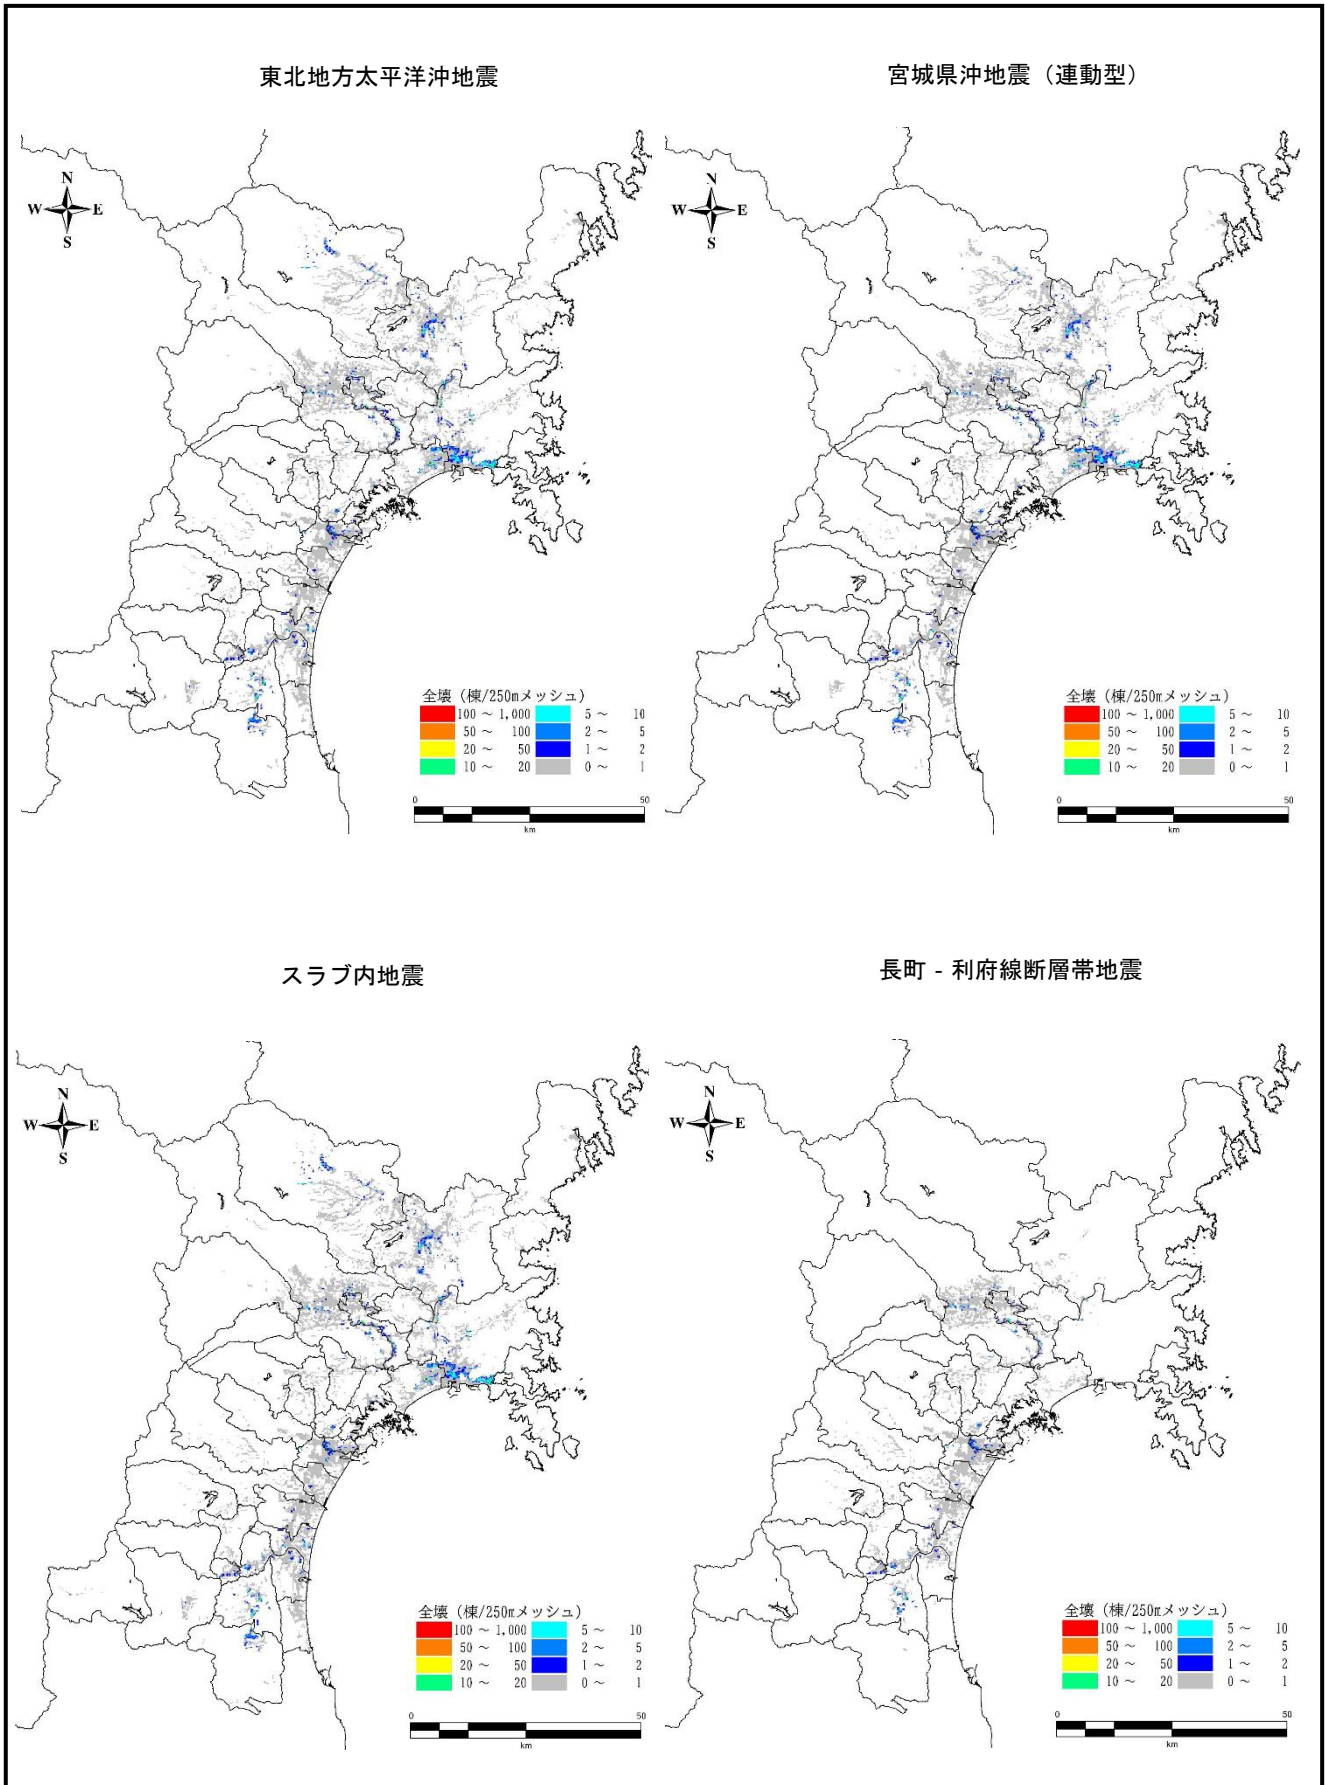 東北地方太平洋沖地震
宮城県沖地震（連動型）
N
W E
S
全壊（棟/250mメッシュ）
100 ～ 1,000 5 ～ 10
50 ～ 100 2 ～ 5
20 ～ 50 1 ～ 2
10 ～ 20 0 ～ 1
0 50
km
N
W E
S
全壊（棟/250mメッシュ）
100 ～ 1,000 5 ～ 10
50 ～ 100 2 ～ 5
20 ～ 50 1 ～ 2
10 ～ 20 0 ～ 1
0 50
km
スラブ内地震
長町 - 利府線断層帯地震
N
W E
S
全壊（棟/250mメッシュ）
100 ～ 1,000 5 ～ 10
50 ～ 100 2 ～ 5
20 ～ 50 1 ～ 2
10 ～ 20 0 ～ 1
0 50
km
N
W E
S
全壊（棟/250mメッシュ）
100 ～ 1,000 5 ～ 10
50 ～ 100 2 ～ 5
20 ～ 50 1 ～ 2
10 ～ 20 0 ～ 1
0 50
km